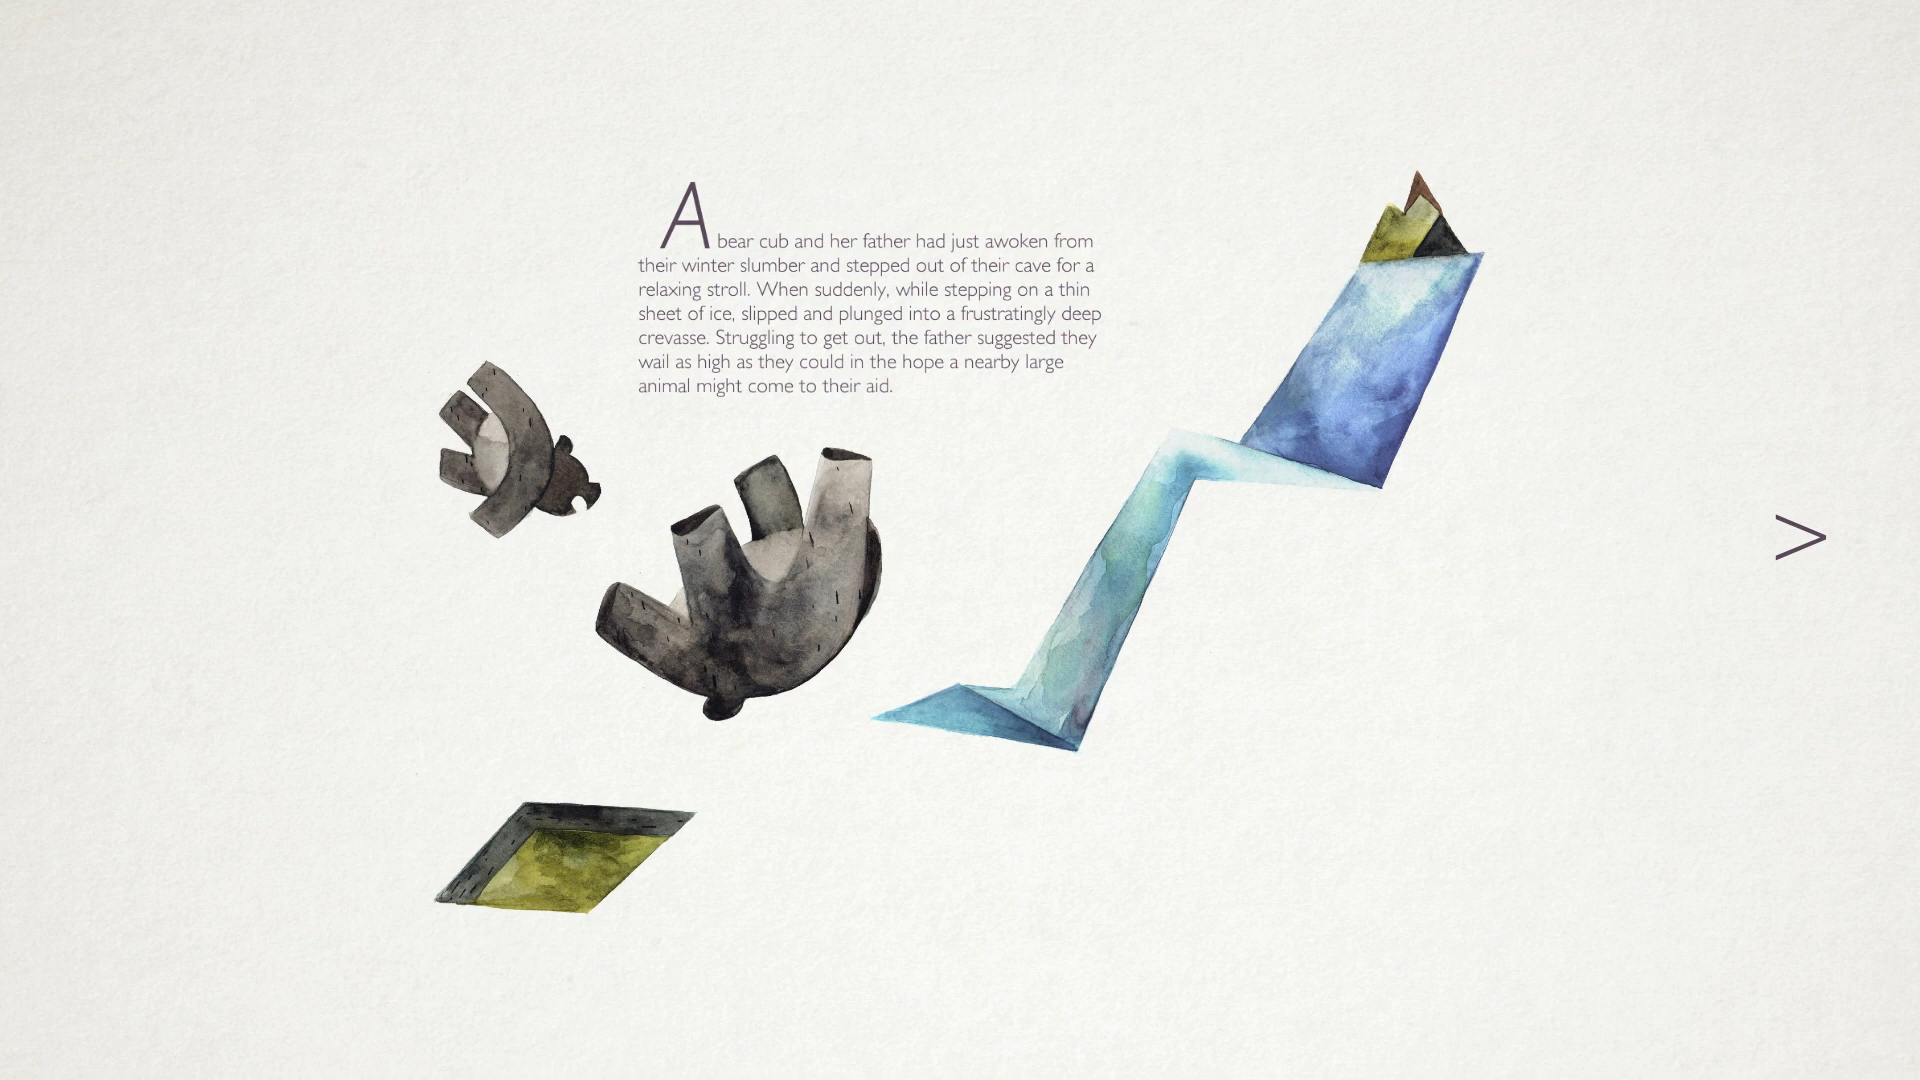 A bear cub and her father had just awoken from
their winter slumber and stepped out of their cave for a
relaxing stroll. When suddenly, while stepping on a thin
sheet of ice, slipped and plunged into a frustratingly deep
crevasse. Struggling to get out, the father suggested they
wail as high as they could in the hope a nearby large
animal might come to their aid.
>